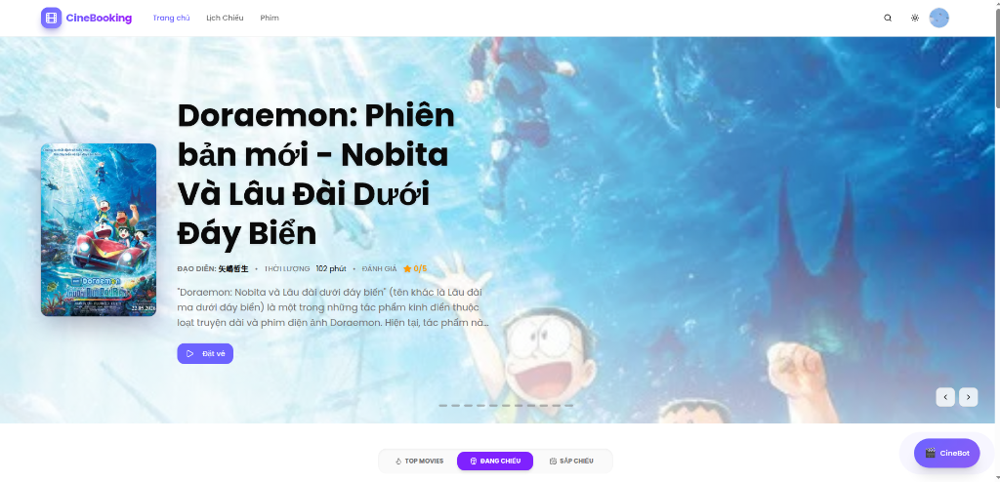 CineBooking
Trang chủ
Lịch Chiếu
Phim
Doraemon: Phiên
bản mới - Nobita
Và Lâu Đài Dưới
Đáy Biển
ĐẠO DIỄN: 矢嶋哲生 • THỜI LƯỢNG 102 phút • ĐÁNH GIÁ 0/5
"Doraemon: Nobita và Lâu đài dưới đáy biển" (tên khác là Lâu đài
ma dưới đáy biển) là một trong những tác phẩm kinh điển thuộc
loạt truyện dài và phim điện ảnh Doraemon. Hiện tại, tác phẩm nà...
Đặt vé
22.05.2026
TOP MOVIES
ĐANG CHIẾU
SẮP CHIẾU
CineBot